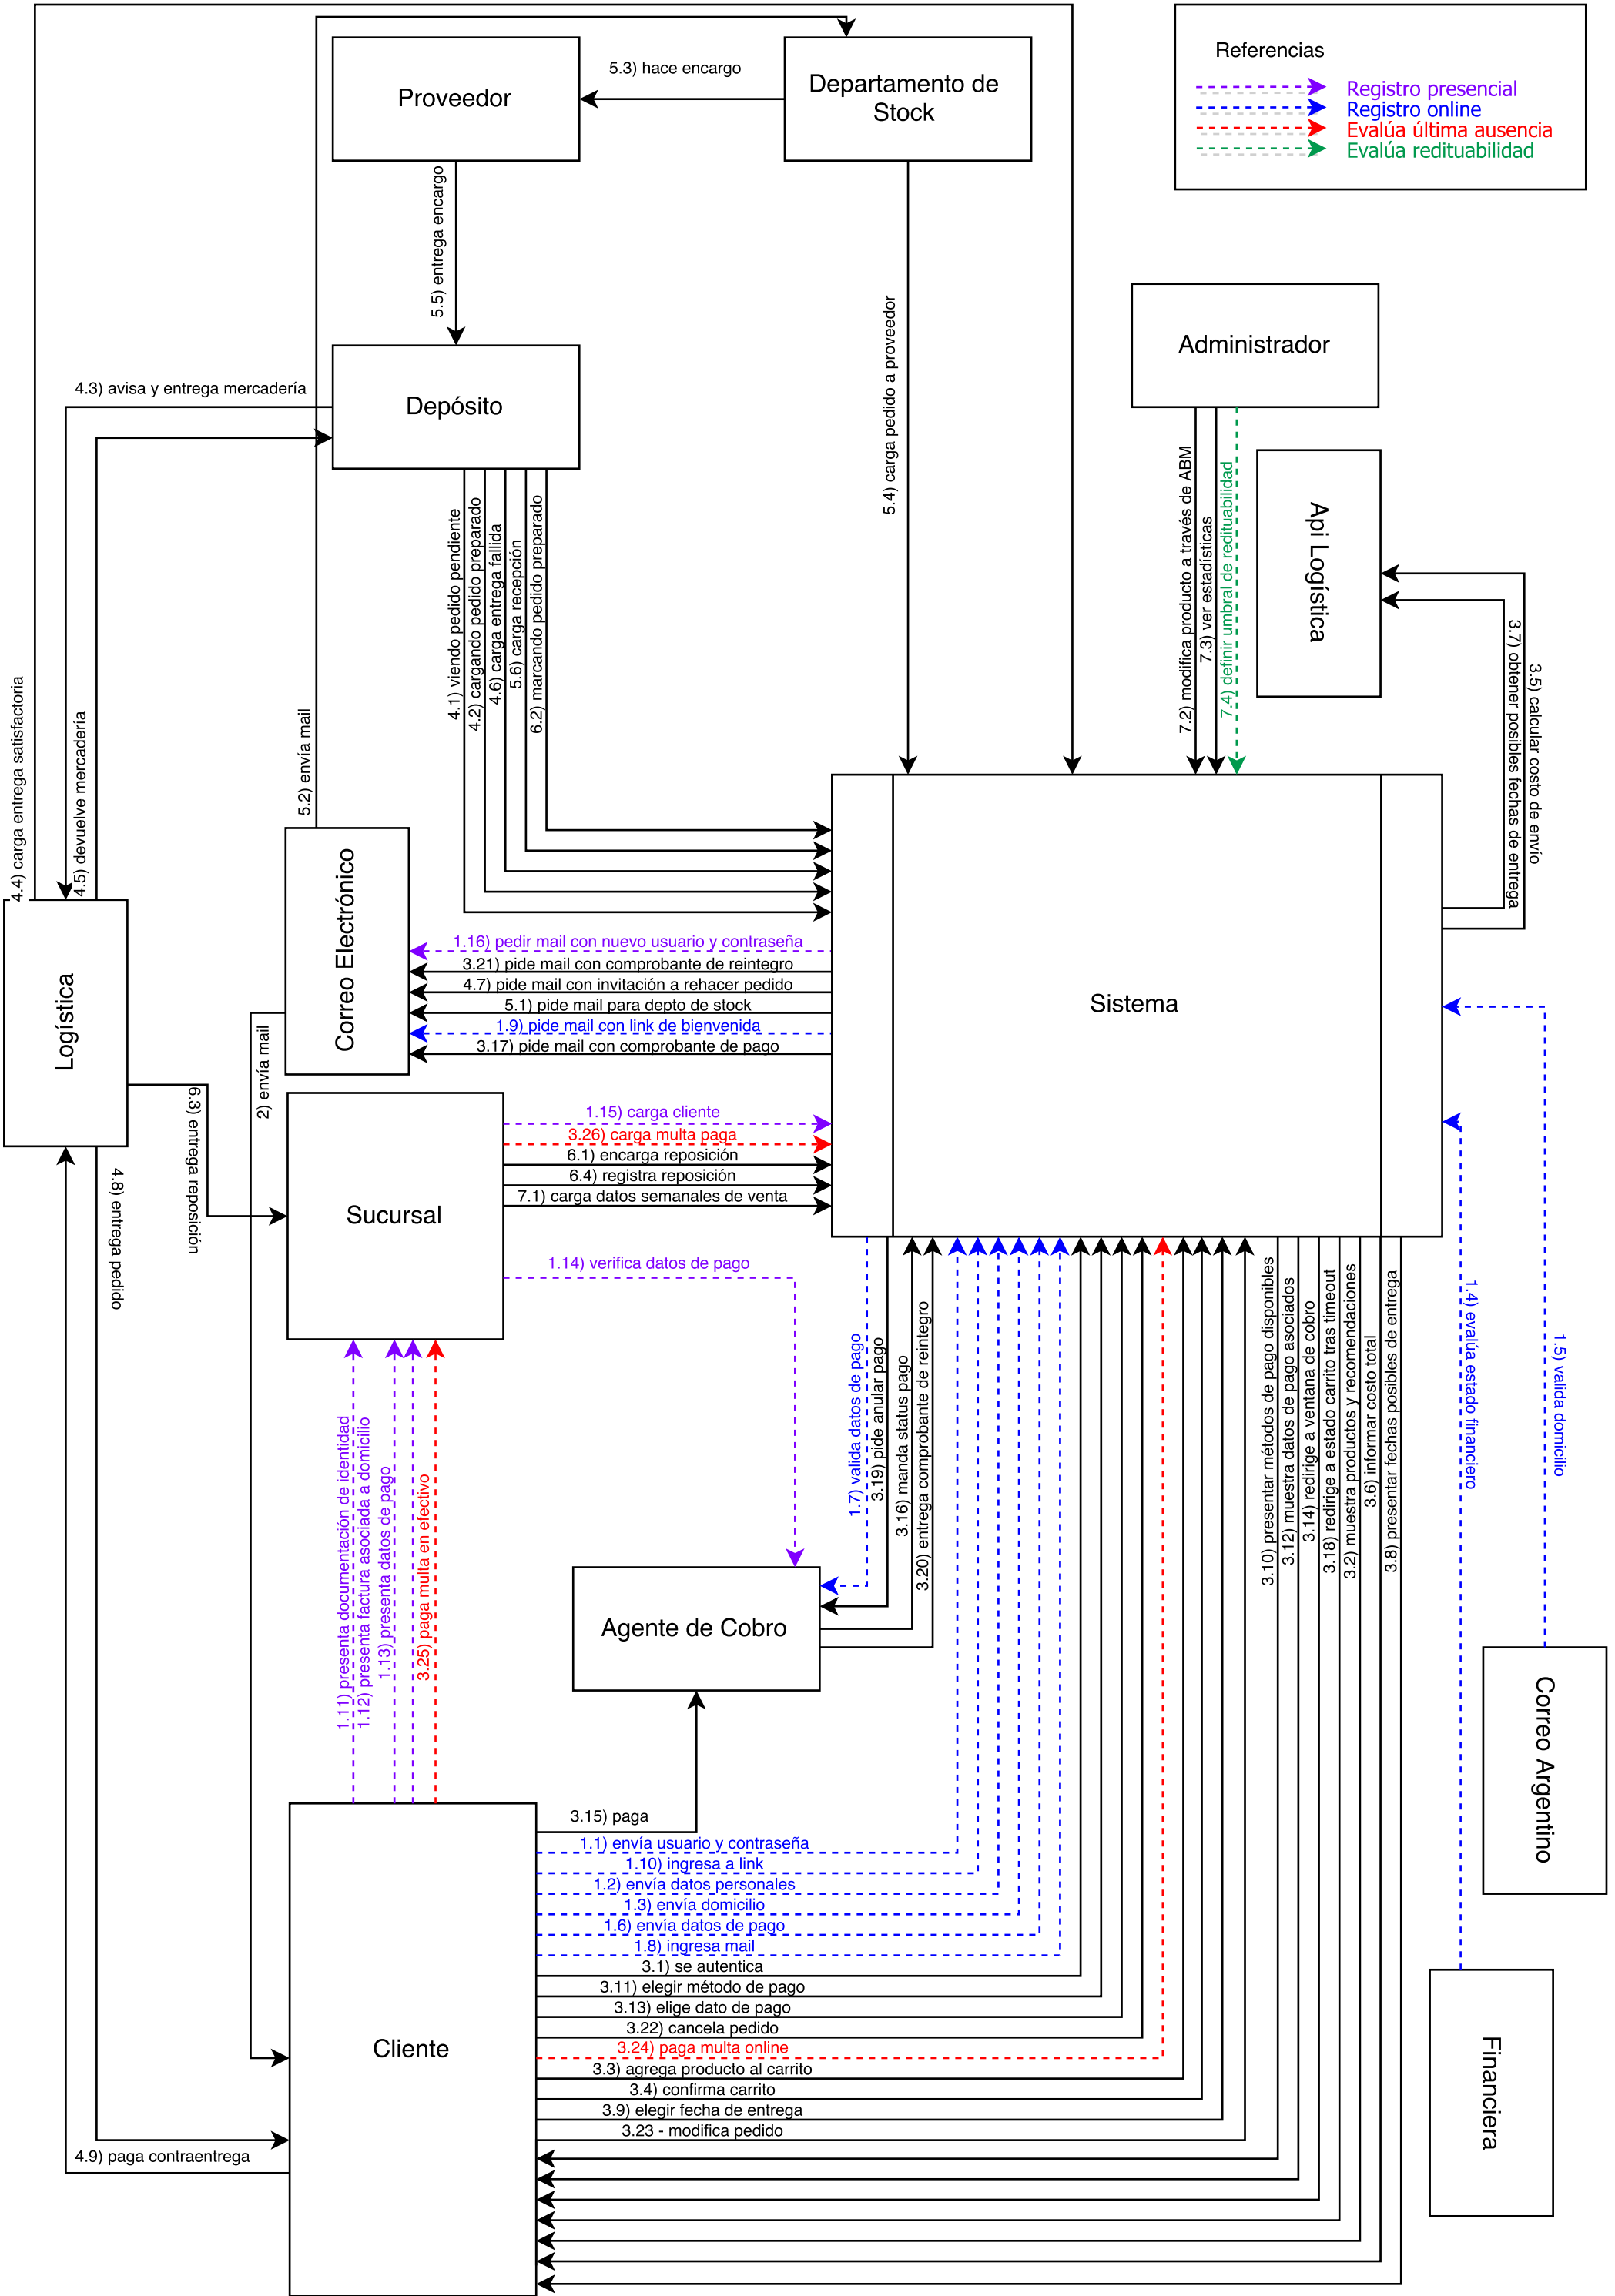 Referencias
Registro presencial
Registro online
Evalúa última ausencia
Evalúa redituabilidad
Proveedor
5.3) hace encargo
Departamento de
Stock
5.5) entrega encargo
5.4) carga pedido a proveedor
Administrador
4.3) avisa y entrega mercadería
Depósito
Api Logística
7.2) modifica producto a través de ABM
7.3) ver estadísticas
7.4) definir umbral de redituabilidad
4.1) viendo pedido pendiente
4.2) cargando pedido preparado
4.6) carga entrega fallida
5.6) carga recepción
6.2) marcando pedido preparado
3.7) obtener posibles fechas de entrega
3.5) calcular costo de envío
4.4) carga entrega satisfactoria
4.5) devuelve mercadería
5.2) envía mail
Correo Electrónico
Logística
Sistema
1.16) pedir mail con nuevo usuario y contraseña
3.21) pide mail con comprobante de reintegro
4.7) pide mail con invitación a rehacer pedido
5.1) pide mail para depto de stock
1.9) pide mail con link de bienvenida
3.17) pide mail con comprobante de pago
2) envía mail
6.3) entrega reposición
4.8) entrega pedido
Sucursal
1.15) carga cliente
3.26) carga multa paga
6.1) encarga reposición
6.4) registra reposición
7.1) carga datos semanales de venta
1.14) verifica datos de pago
1.7) valida datos de pago
3.19) pide anular pago
3.16) manda status pago
3.20) entrega comprobante de reintegro
3.10) presentar métodos de pago disponibles
3.12) muestra datos de pago asociados
3.14) redirige a ventana de cobro
3.18) redirige a estado carrito tras timeout
3.2) muestra productos y recomendaciones
3.6) informar costo total
3.8) presentar fechas posibles de entrega
1.4) evalúa estado financiero
1.5) valida domicilio
1.11) presenta documentación de identidad
1.12) presenta factura asociada a domicilio
1.13) presenta datos de pago
3.25) paga multa en efectivo
Agente de Cobro
Correo Argentino
3.15) paga
1.1) envía usuario y contraseña
1.10) ingresa a link
1.2) envía datos personales
1.3) envía domicilio
1.6) envía datos de pago
1.8) ingresa mail
3.1) se autentica
3.11) elegir método de pago
3.13) elige dato de pago
3.22) cancela pedido
3.24) paga multa online
3.3) agrega producto al carrito
3.4) confirma carrito
3.9) elegir fecha de entrega
3.23 - modifica pedido
Cliente
Financiera
4.9) paga contraentrega